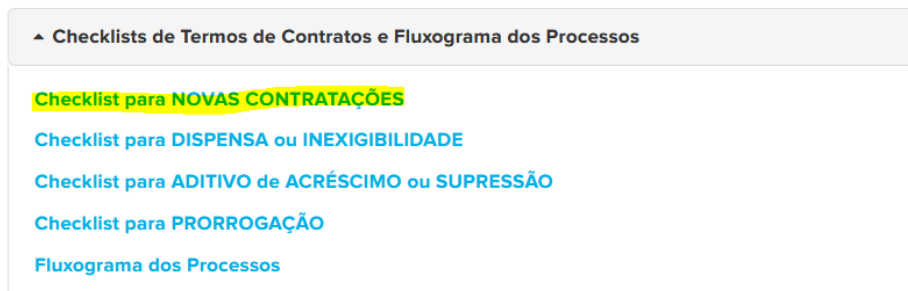 Checklists de Termos de Contratos e Fluxograma dos Processos
Checklist para NOVAS CONTRATAÇÕES
Checklist para DISPENSA ou INEXIGIBILIDADE
Checklist para ADITIVO de ACRÉSCIMO ou SUPRESSÃO
Checklist para PRORROGAÇÃO
Fluxograma dos Processos